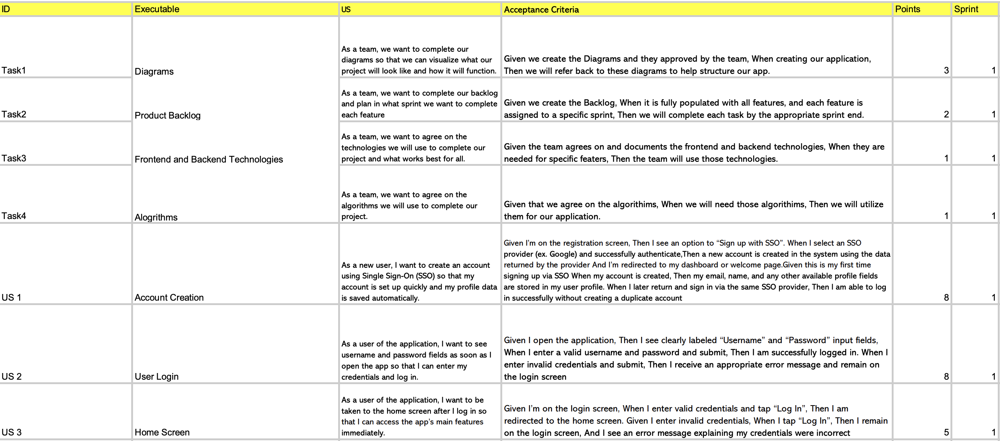 ID Executable US Acceptance Criteria Points Sprint
As a team, we want to complete our
diagrams so that we can visualize what our
project will look like and how it will function.
Given we create the Diagrams and they approved by the team, When creating our application,
Then we will refer back to these diagrams to help structure our app.
Task1 Diagrams 3 1
As a team, we want to complete our backlog
and plan in what sprint we want to complete
each feature
Given we create the Backlog, When it is fully populated with all features, and each feature is
assigned to a specific sprint, Then we will complete each task by the appropriate sprint end.
Task2 Product Backlog 2 1
As a team, we want to agree on the
technologies we will use to complete our
project and what works best for all.
Given the team agrees on and documents the frontend and backend technologies, When they are
needed for specific featers, Then the team will use those technologies.
Task3 Frontend and Backend Technologies 1 1
As a team, we want to agree on the
algorithms we will use to complete our
project.
Given that we agree on the algorithims, When we will need those algorithims, Then we will utilize
them for our application.
Task4 Alogrithms 1 1
As a new user, I want to create an account
using Single Sign-On (SSO) so that my
account is set up quickly and my profile data
is saved automatically.
Given I’m on the registration screen, Then I see an option to “Sign up with SSO”. When I select an SSO
provider (ex. Google) and successfully authenticate,Then a new account is created in the system using the data
returned by the provider And I’m redirected to my dashboard or welcome page.Given this is my first time
signing up via SSO When my account is created, Then my email, name, and any other available profile fields
are stored in my user profile. When I later return and sign in via the same SSO provider, Then I am able to log
in successfully without creating a duplicate account
US 1 Account Creation 8 1
As a user of the application, I want to see
username and password fields as soon as I
open the app so that I can enter my
credentials and log in.
Given I open the application, Then I see clearly labeled “Username” and “Password” input fields,
When I enter a valid username and password and submit, Then I am successfully logged in. When I
enter invalid credentials and submit, Then I receive an appropriate error message and remain on
the login screen
US 2 User Login 8 1
As a user of the application, I want to be
taken to the home screen after I log in so
that I can access the app’s main features
immediately.
Given I’m on the login screen, When I enter valid credentials and tap “Log In”, Then I am
redirected to the home screen. Given I enter invalid credentials, When I tap “Log In”, Then I remain
on the login screen, And I see an error message explaining my credentials were incorrect
US 3 Home Screen 5 1